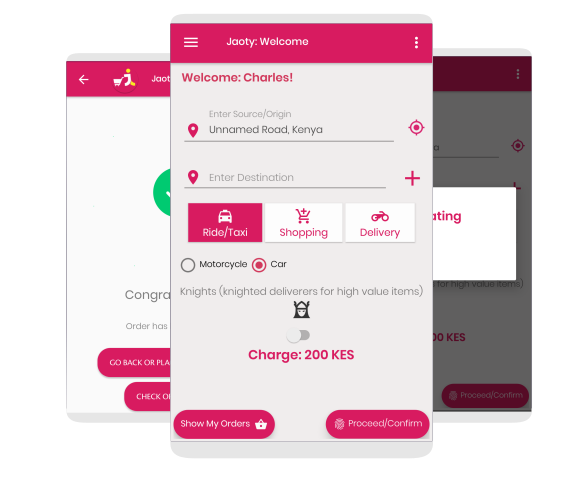 Jaoty: Welcome
Welcome: Charles!
Enter Source/Origin
Unnamed Road, Kenya
Enter Destination
Ride/Taxi
Shopping
Delivery
Motorcycle
Car
Knights (knighted deliverers for high value items)
Charge: 200 KES
Show My Orders
Proceed/Confirm
Jaot
Congra
Order has
GO BACK OR PLA
CHECK O
a
ting
for high value items)
00 KES
Proceed/Confirm